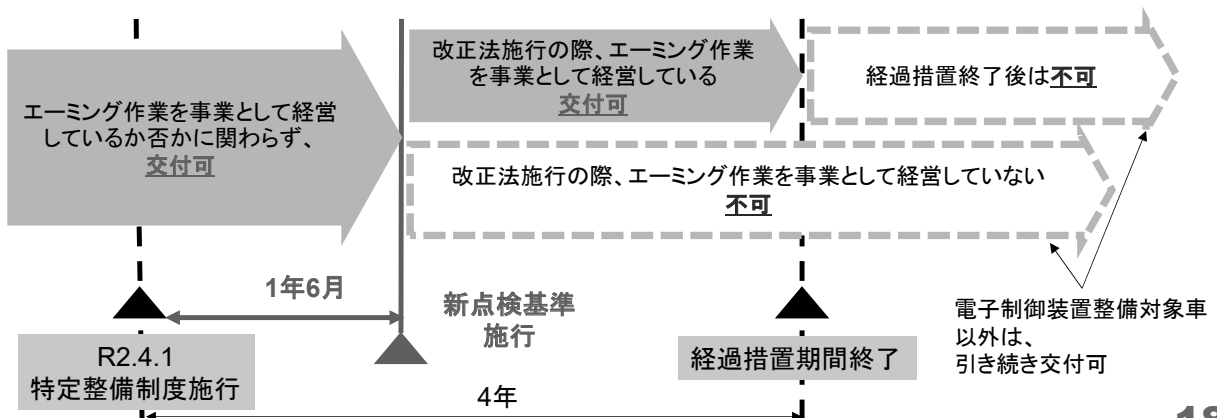 エーミング作業を事業として経営
しているか否かに関わらず、
交付可
改正法施行の際、エーミング作業
を事業として経営している
交付可
経過措置終了後は不可
改正法施行の際、エーミング作業を事業として経営していない
不可
1年6月
新点検基準
施行
電子制御装置整備対象車
以外は、
引き続き交付可
R2.4.1
特定整備制度施行
経過措置期間終了
4年
18